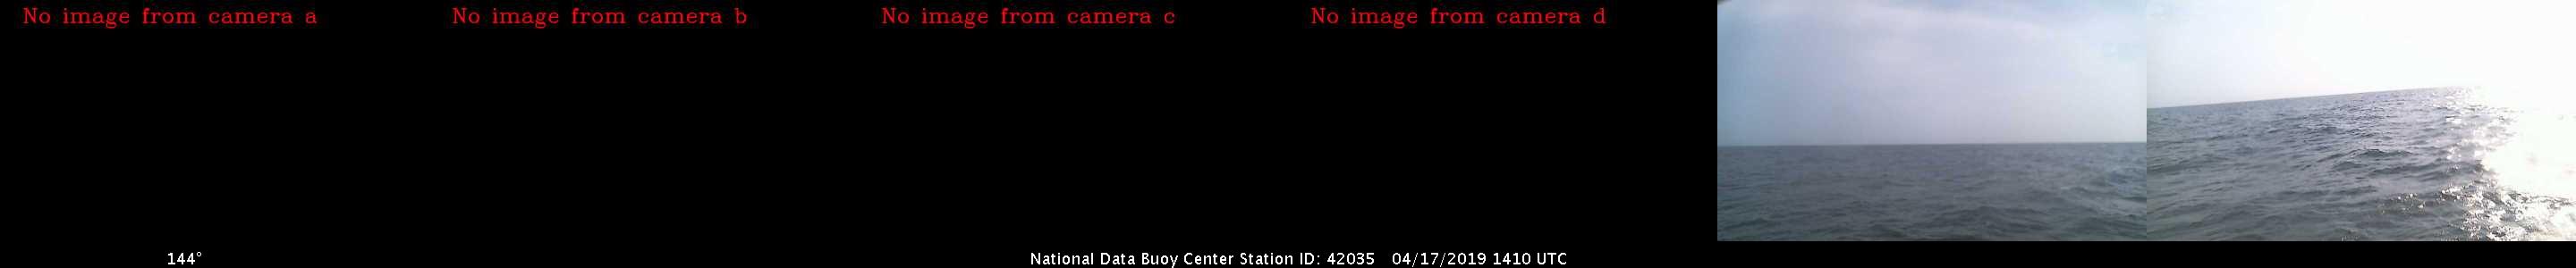 No image from camera a
No image from camera b
No image from camera c
No image from camera d
144°
National Data Buoy Center Station ID: 42035 04/17/2019 1410 UTC